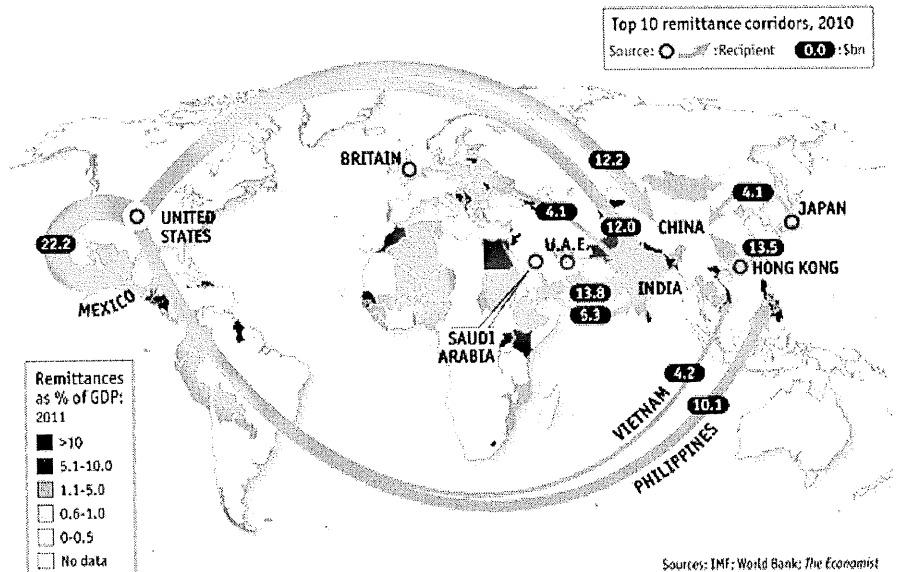 Top 10 remittance corridors, 2010
Source: :Recipient 0.0 :$bn
BRITAIN
12.2
4.1
JAPAN
UNITED
STATES
4.1
12.0
CHINA
22.2
U.A.E.
13.5
HONG KONG
INDIA
MEXICO
13.8
5.3
SAUDI
ARABIA
4.2
VIETNAM
10.1
PHILIPPINES
Remittances
as % of GDP:
2011
>10
5.1-10.0
1.1-5.0
0.6-1.0
0-0.5
No data
Sources: IMF; World Bank; The Economist